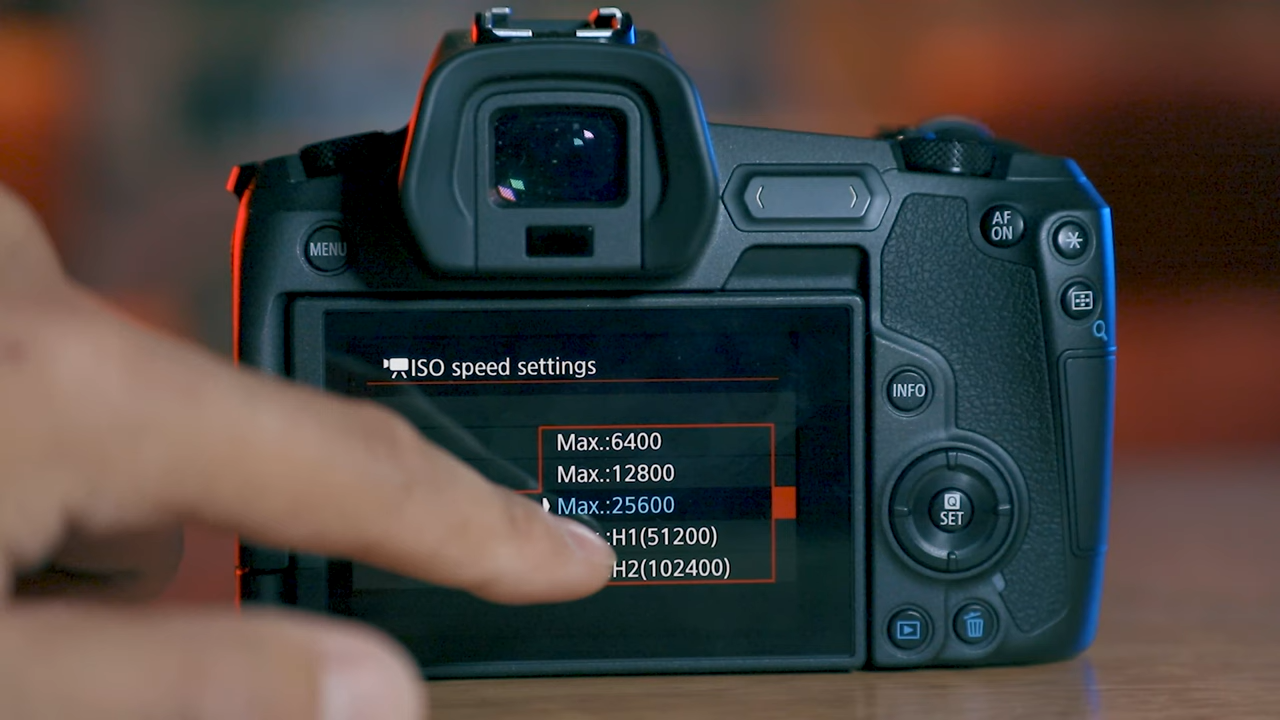 MENU
AF
ON
ISO speed settings
INFO
Max.:6400
Max.:12800
Max.:25600
:H1(51200)
H2(102400)
Q
SET